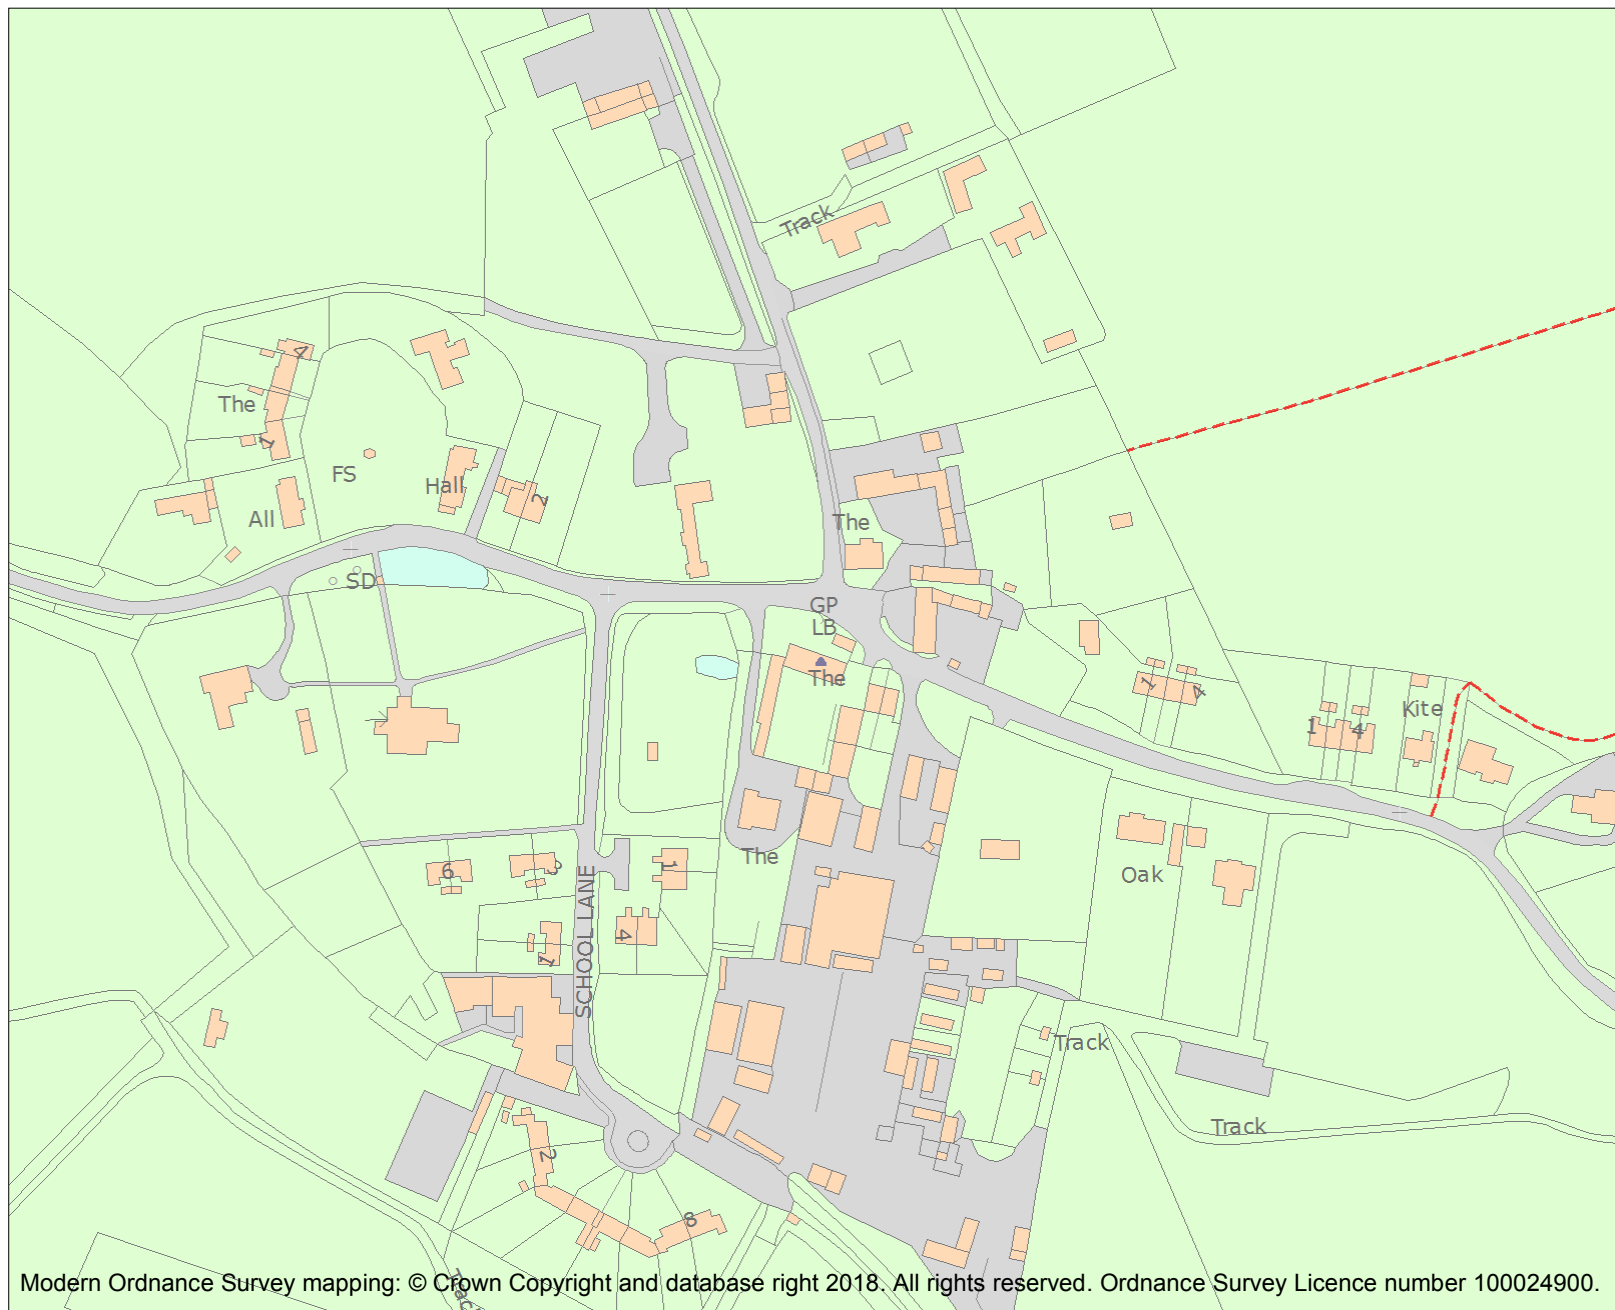 Track
4
The
1
FS
Hall
2
All
The
SD
GP
LB
The
1
4
Kite
1
4
The
Oak
6
3
1
4
1
SCHOOL LANE
Track
Track
2
8
Track
Modern Ordnance Survey mapping: © Crown Copyright and database right 2018. All rights reserved. Ordnance Survey Licence number 100024900.